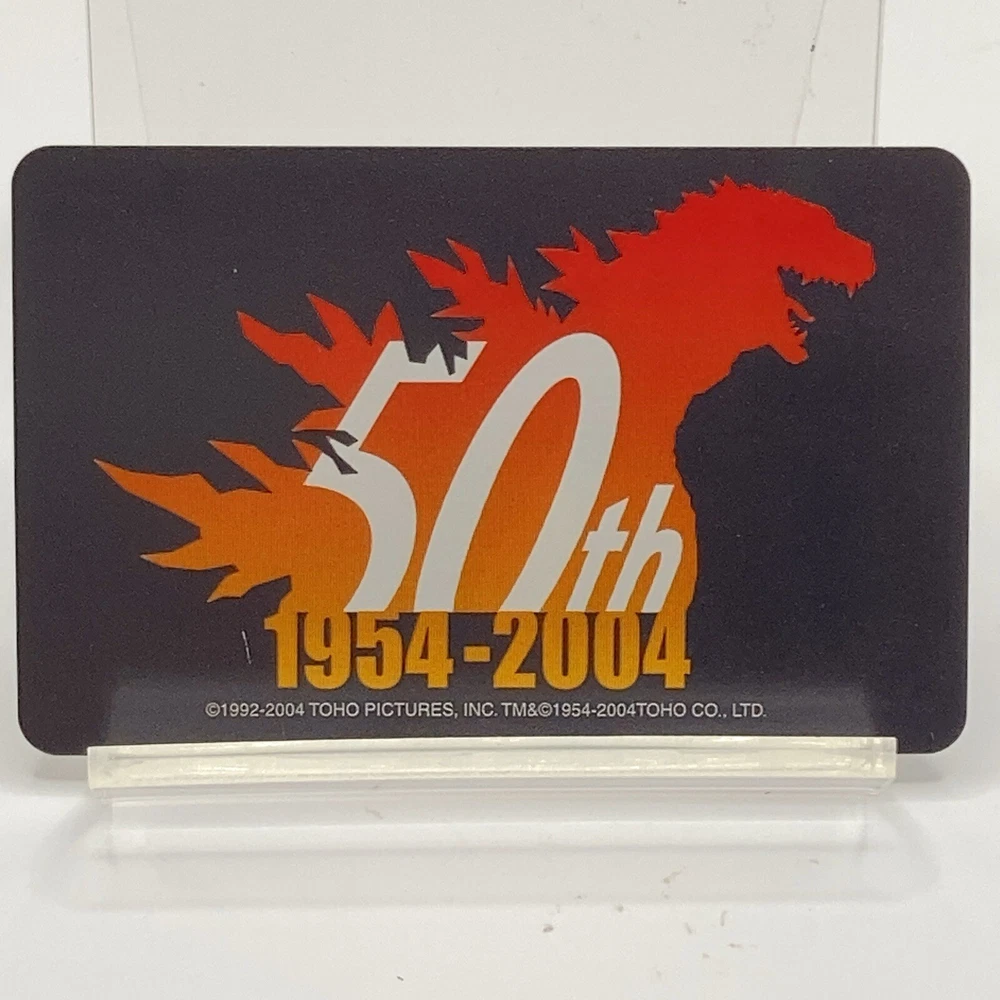 50th
1954-2004
©1992-2004 TOHO PICTURES, INC. TM&©1954-2004TOHO CO., LTD.